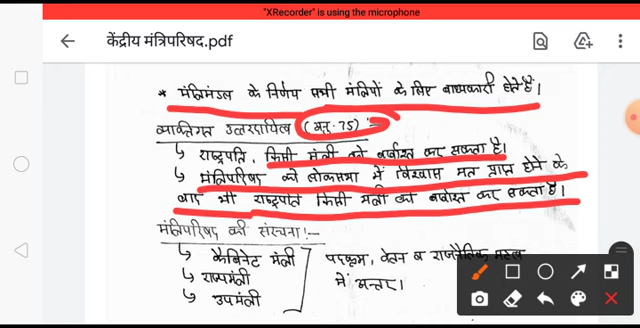 "XRecorder" is using the microphone
केंद्रीय मंत्रिपरिषद.pdf
* मंत्रिमंडल के निर्णय सभी मंत्रियों के लिए बाध्यकारी होते हैं।
व्यक्तिगत उत्तरदायित्व (अनु. 75) :-
↳ राष्ट्रपति, किसी मंत्री को बर्खास्त कर सकता है।
↳ मंत्रिपरिषद को लोकसभा में विश्वास मत प्राप्त होने के
बाद भी राष्ट्रपति किसी मंत्री को बर्खास्त कर सकता है।
मंत्रिपरिषद की संरचना :-
↳ कैबिनेट मंत्री
↳ राज्यमंत्री
↳ उपमंत्री
पदक्रम, वेतन व राजनैतिक महत्व
में अन्तर।